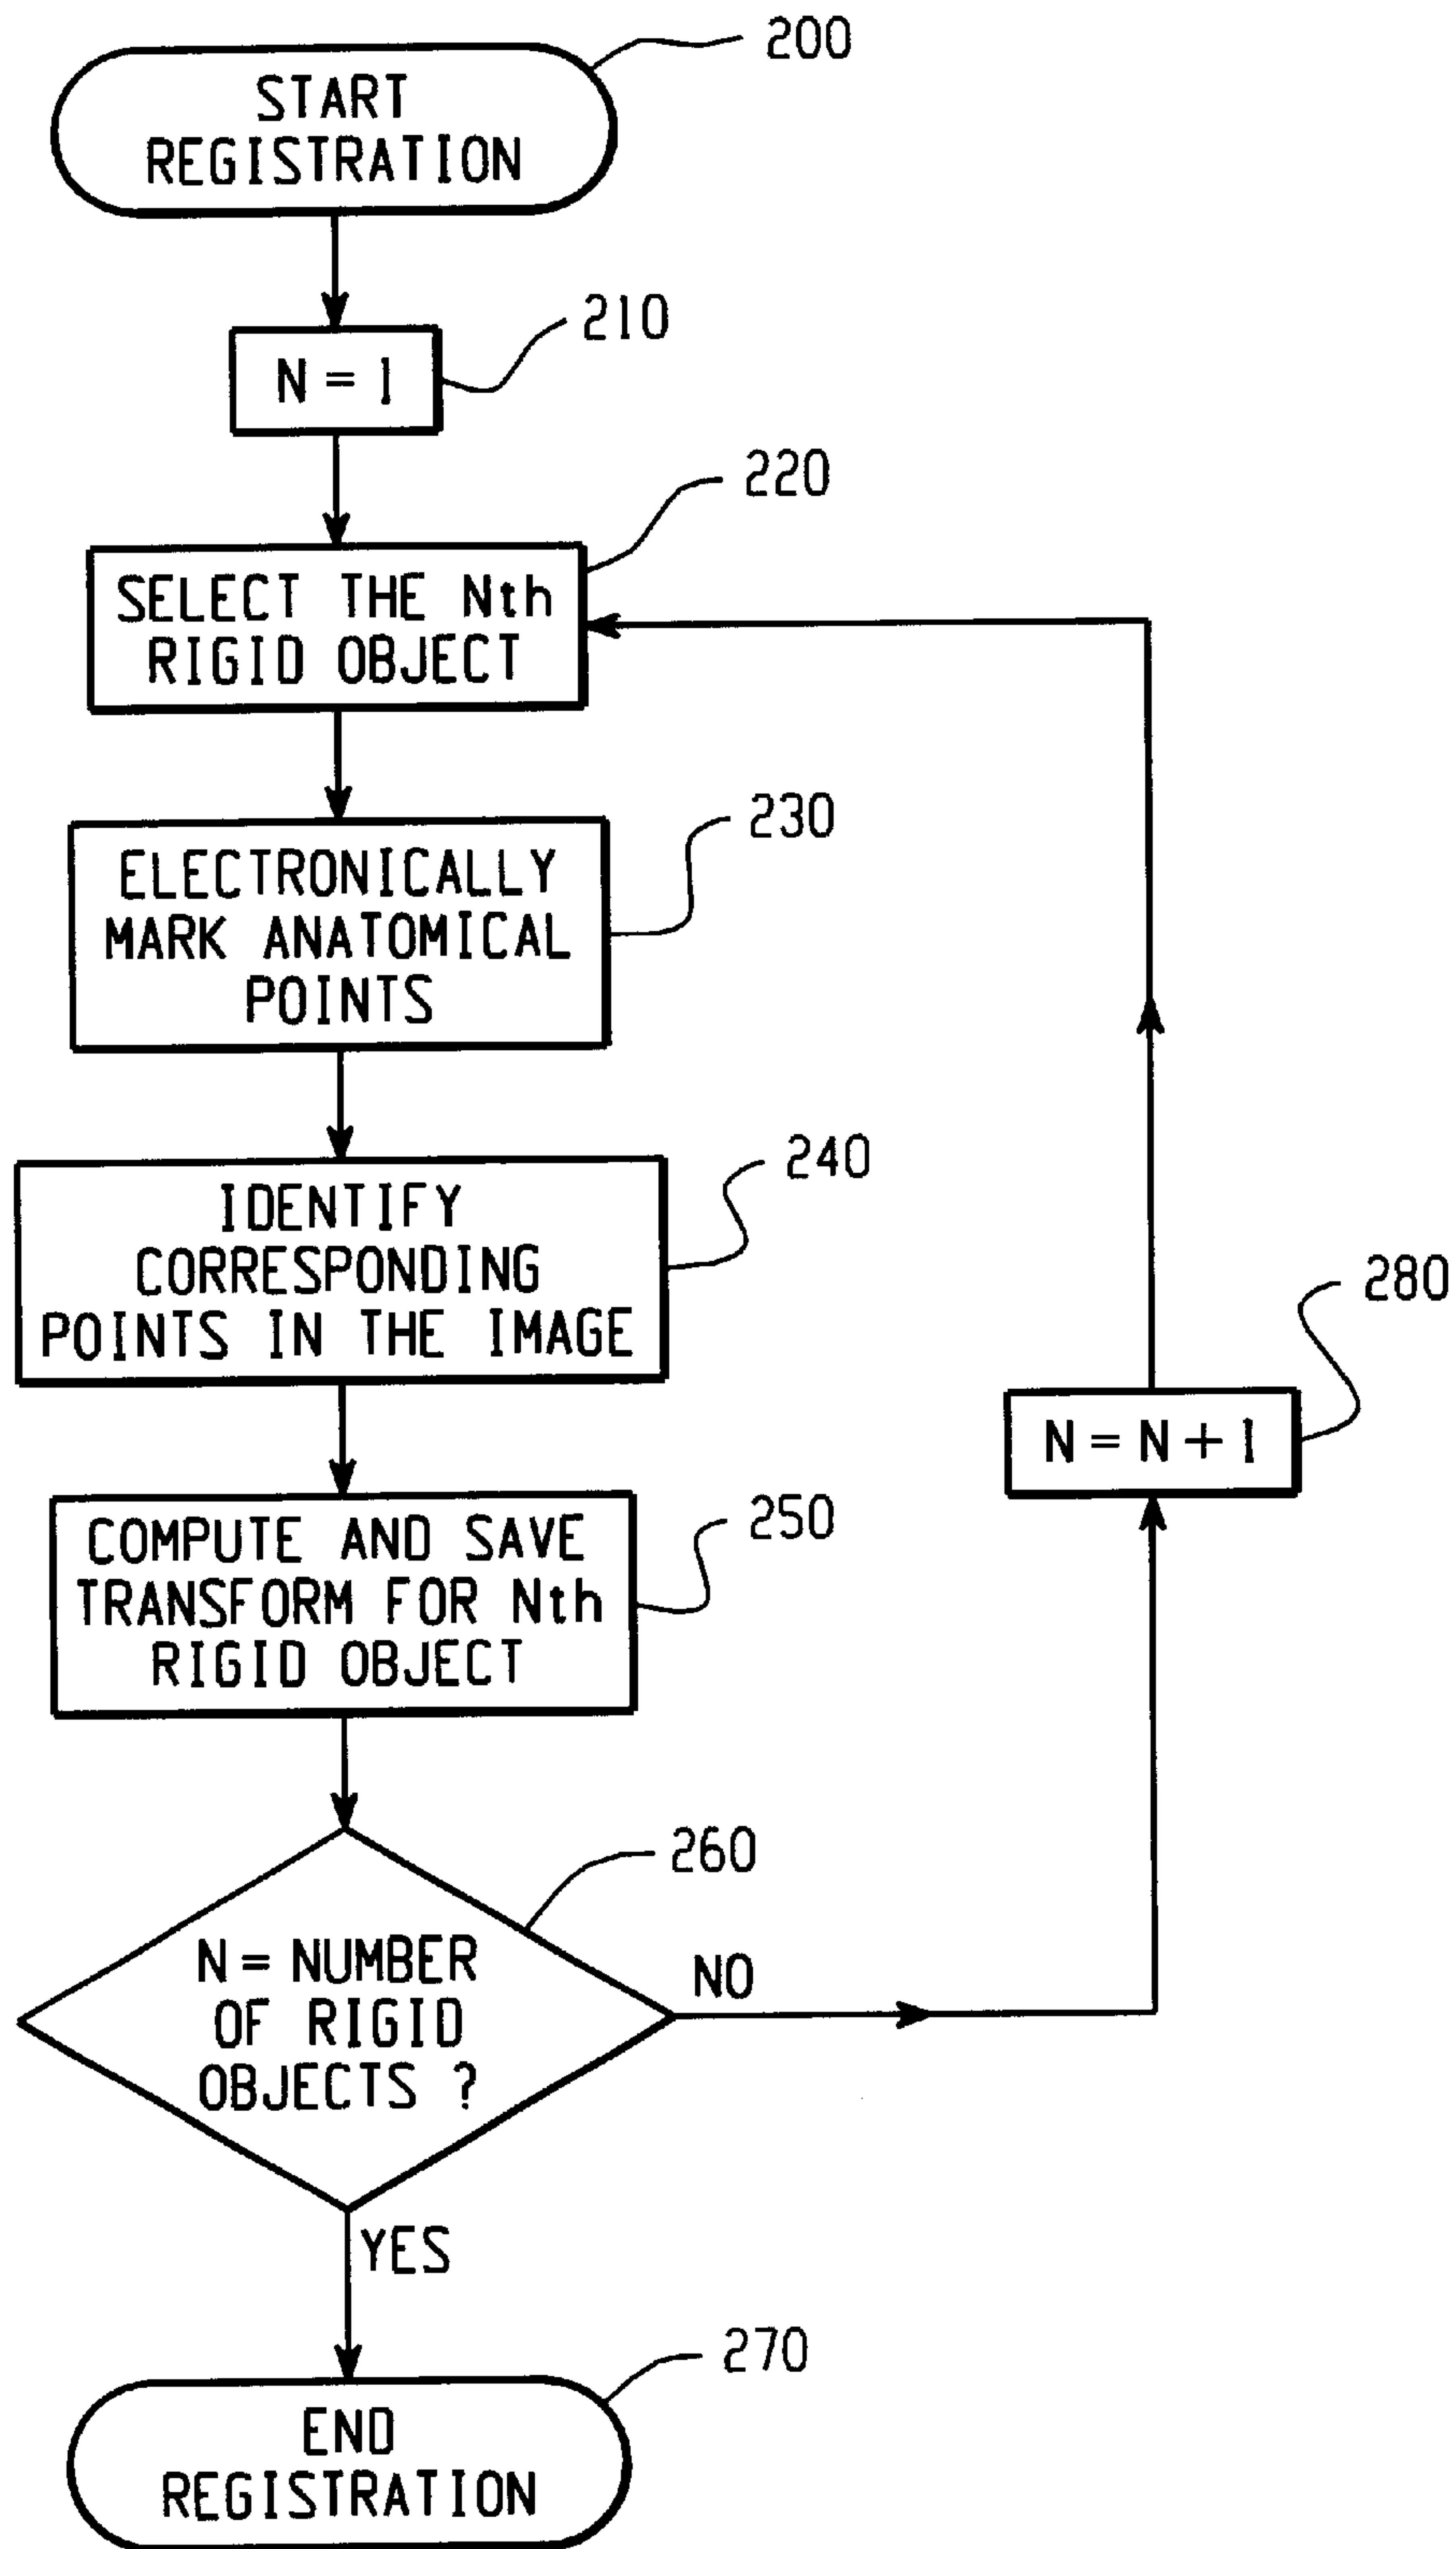 200
START
REGISTRATION
210
N = 1
220
SELECT THE Nth
RIGID OBJECT
230
ELECTRONICALLY
MARK ANATOMICAL
POINTS
240
IDENTIFY
CORRESPONDING
POINTS IN THE IMAGE
280
N = N + 1
250
COMPUTE AND SAVE
TRANSFORM FOR Nth
RIGID OBJECT
260
N = NUMBER
OF RIGID
OBJECTS ?
NO
YES
270
END
REGISTRATION